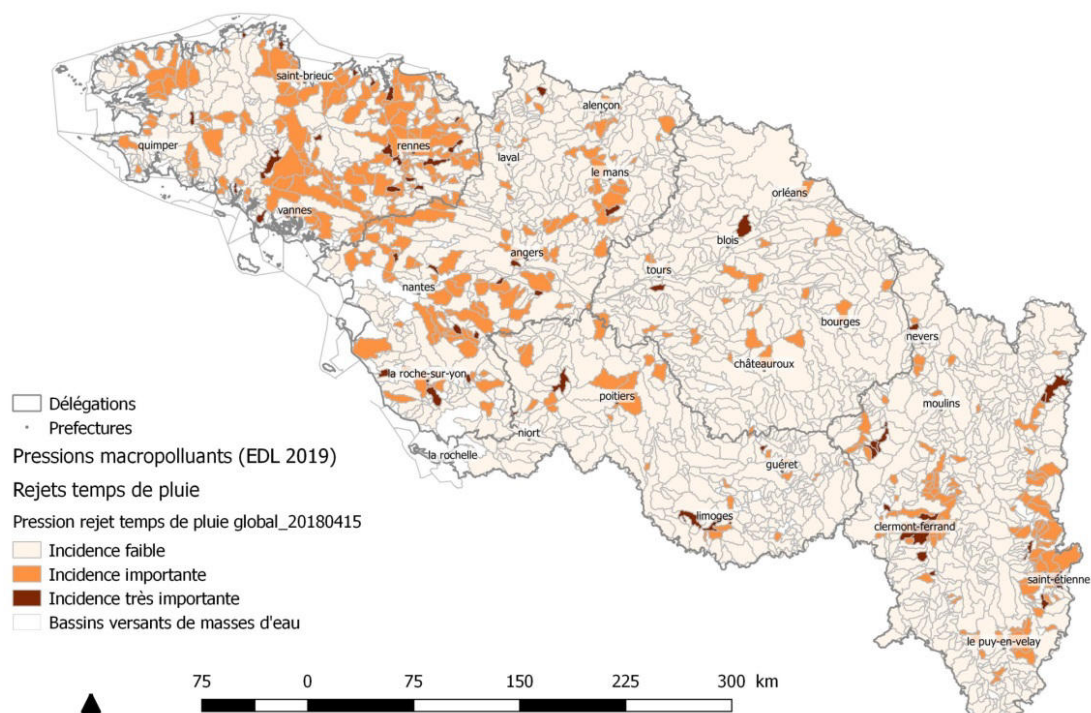 saint-brieuc
alençon
quimper
rennes
laval
le mans
orléans
vannes
blois
angers
tours
nantes
bourges
nevers
châteauroux
la roche-sur-yon
poitiers
moulins
niort
la rochelle
guéret
limoges
clermont-ferrand
saint-étienne
le puy-en-velay
Délégations
Prefectures
Pressions macropolluants (EDL 2019)
Rejets temps de pluie
Pression rejet temps de pluie global_20180415
Incidence faible
Incidence importante
Incidence très importante
Bassins versants de masses d'eau
75 0 75 150 225 300 km